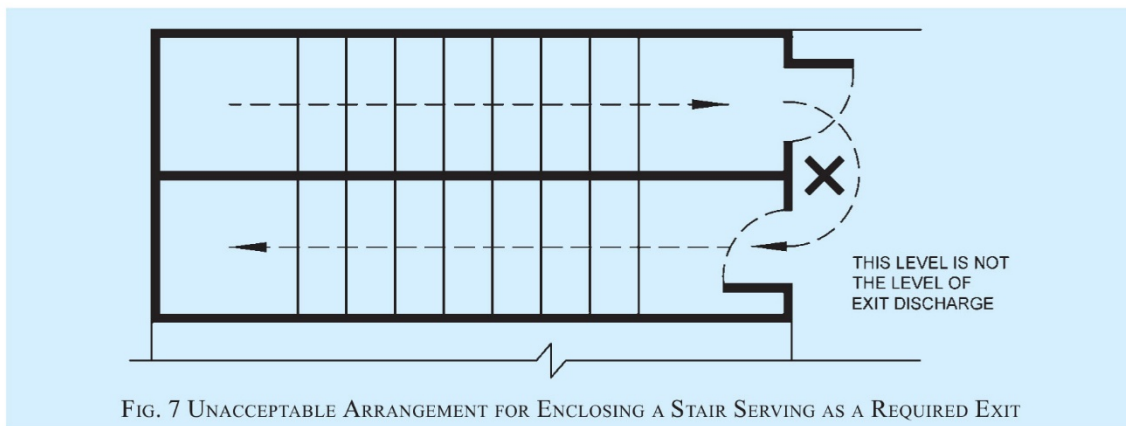 THIS LEVEL IS NOT
THE LEVEL OF
EXIT DISCHARGE
FIG. 7 UNACCEPTABLE ARRANGEMENT FOR ENCLOSING A STAIR SERVING AS A REQUIRED EXIT